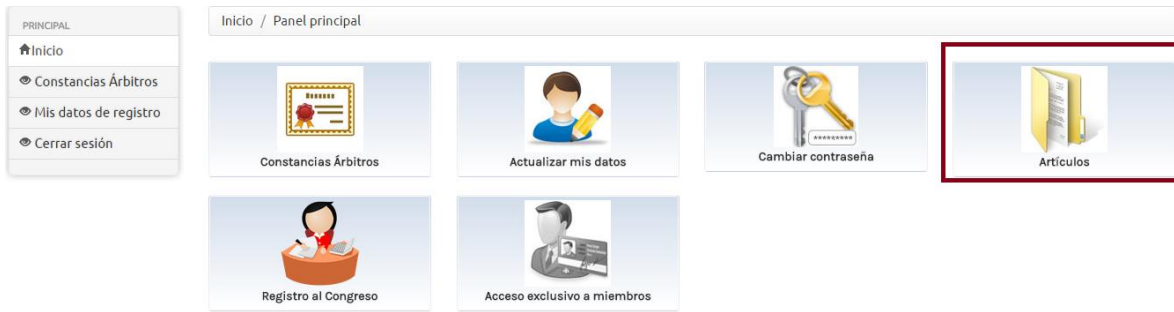 PRINCIPAL
Inicio
Constancias Árbitros
Mis datos de registro
Cerrar sesión
Inicio / Panel principal
Constancias Árbitros
Actualizar mis datos
Cambiar contraseña
Artículos
Registro al Congreso
Acceso exclusivo a miembros